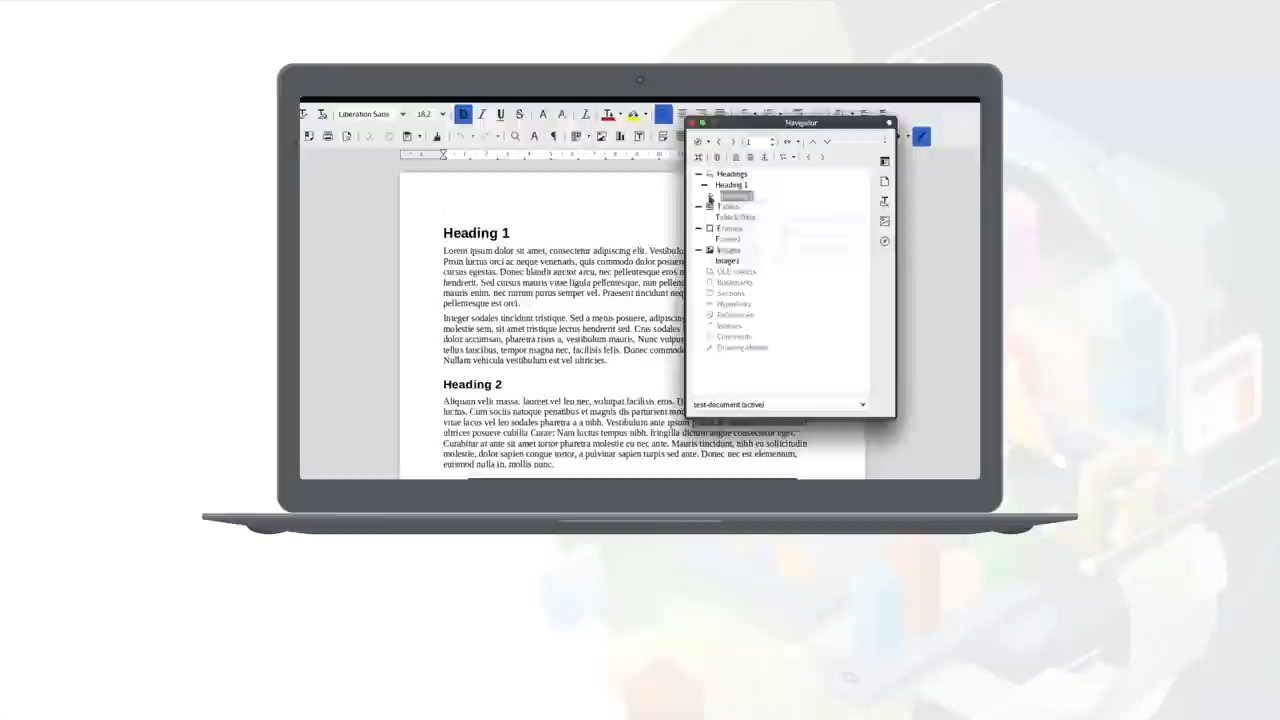 Liberation Sans
18,2
Navigator
1
Headings
Heading 1
Tables
Frames
Images
Image1
OLE objects
Bookmarks
Sections
Hyperlinks
References
Indexes
Comments
Drawing objects
test-document (active)
Heading 1
Lorem ipsum dolor sit amet, consectetur adipiscing elit.
Proin luctus orci ac neque venenatis, quis commodo dolor
cursus egestas. Donec blandit auctor arcu, nec pellentesque eros
hendrerit. Sed cursus mauris vitae ligula pellentesque, non
mauris enim, nec rutrum purus semper vel. Praesent tincidunt
pellentesque est orci.
Integer sodales tincidunt tristique. Sed a metus posuere,
molestie sem, sit amet tristique lectus hendrerit sed. Cras sodales
dolor accumsan, pharetra risus a, vestibulum mauris. Nunc
tellus faucibus, tempor magna nec, facilisis felis. Donec
Nullam vehicula vestibulum est vel ultricies.
Heading 2
Aliquam velit massa, laoreet vel leo nec, volutpat facilisis eros.
luctus. Cum sociis natoque penatibus et magnis dis parturient
vitae lacus vel leo sodales pharetra a a nibh. Vestibulum ante ipsum
ultrices posuere cubilia Curae; Nam luctus tempus nibh, fringilla dictum augue consectetur eget.
Curabitur at ante sit amet tortor pharetra molestie eu nec ante. Mauris tincidunt, nibh eu sollicitudin
molestie, dolor sapien congue tortor, a pulvinar sapien turpis sed ante. Donec nec est elementum,
euismod nulla in, mollis nunc.